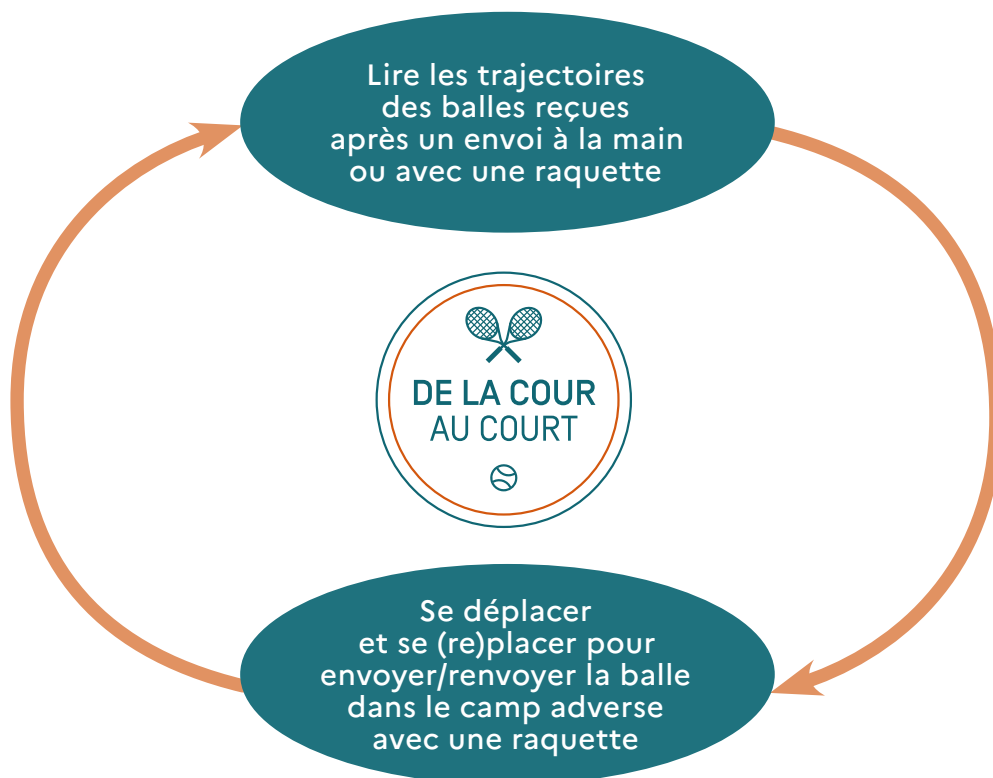 Lire les trajectoires
des balles reçues
après un envoi à la main
ou avec une raquette
DE LA COUR
AU COURT
Se déplacer
et se (re)placer pour
envoyer/renvoyer la balle
dans le camp adverse
avec une raquette